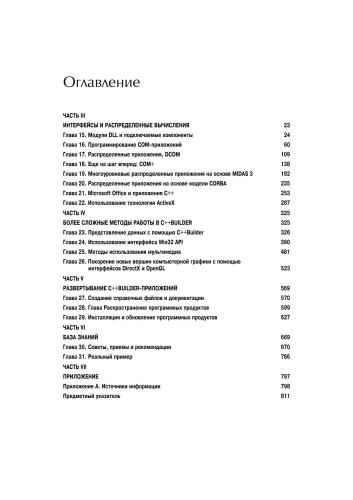 Оглавление
ЧАСТЬ III
ИНТЕРФЕЙСЫ И РАСПРЕДЕЛЕННЫЕ ВЫЧИСЛЕНИЯ 23
Глава 15. Модули DLL и подключаемые компоненты 24
Глава 16. Программирование COM-приложений 60
Глава 17. Распределенные приложения, DCOM 109
Глава 18. Еще на шаг вперед: COM+ 138
Глава 19. Многоуровневые распределенные приложения на основе MIDAS 3 192
Глава 20. Распределенные приложения на основе модели CORBA 235
Глава 21. Microsoft Office и приложения C++ 253
Глава 22. Использование технологии ActiveX 287
ЧАСТЬ IV 325
БОЛЕЕ СЛОЖНЫЕ МЕТОДЫ РАБОТЫ В C++BUILDER 325
Глава 23. Представление данных с помощью C++Builder 326
Глава 24. Использование интерфейса Win32 API 390
Глава 25. Методы использования мультимедиа 481
Глава 26. Покорение новых вершин компьютерной графики с помощью
интерфейсов DirectX и OpenGL 523
ЧАСТЬ V
РАЗВЕРТЫВАНИЕ C++BUILDER-ПРИЛОЖЕНИЙ 569
Глава 27. Создание справочных файлов и документации 570
Глава 28. Глава Распространение программных продуктов 599
Глава 29. Инсталляция и обновление программных продуктов 627
ЧАСТЬ VI
БАЗА ЗНАНИЙ 669
Глава 30. Советы, приемы и рекомендации 670
Глава 31. Реальный пример 786
ЧАСТЬ VII
ПРИЛОЖЕНИЕ 797
Приложение А. Источники информации 798
Предметный указатель 811